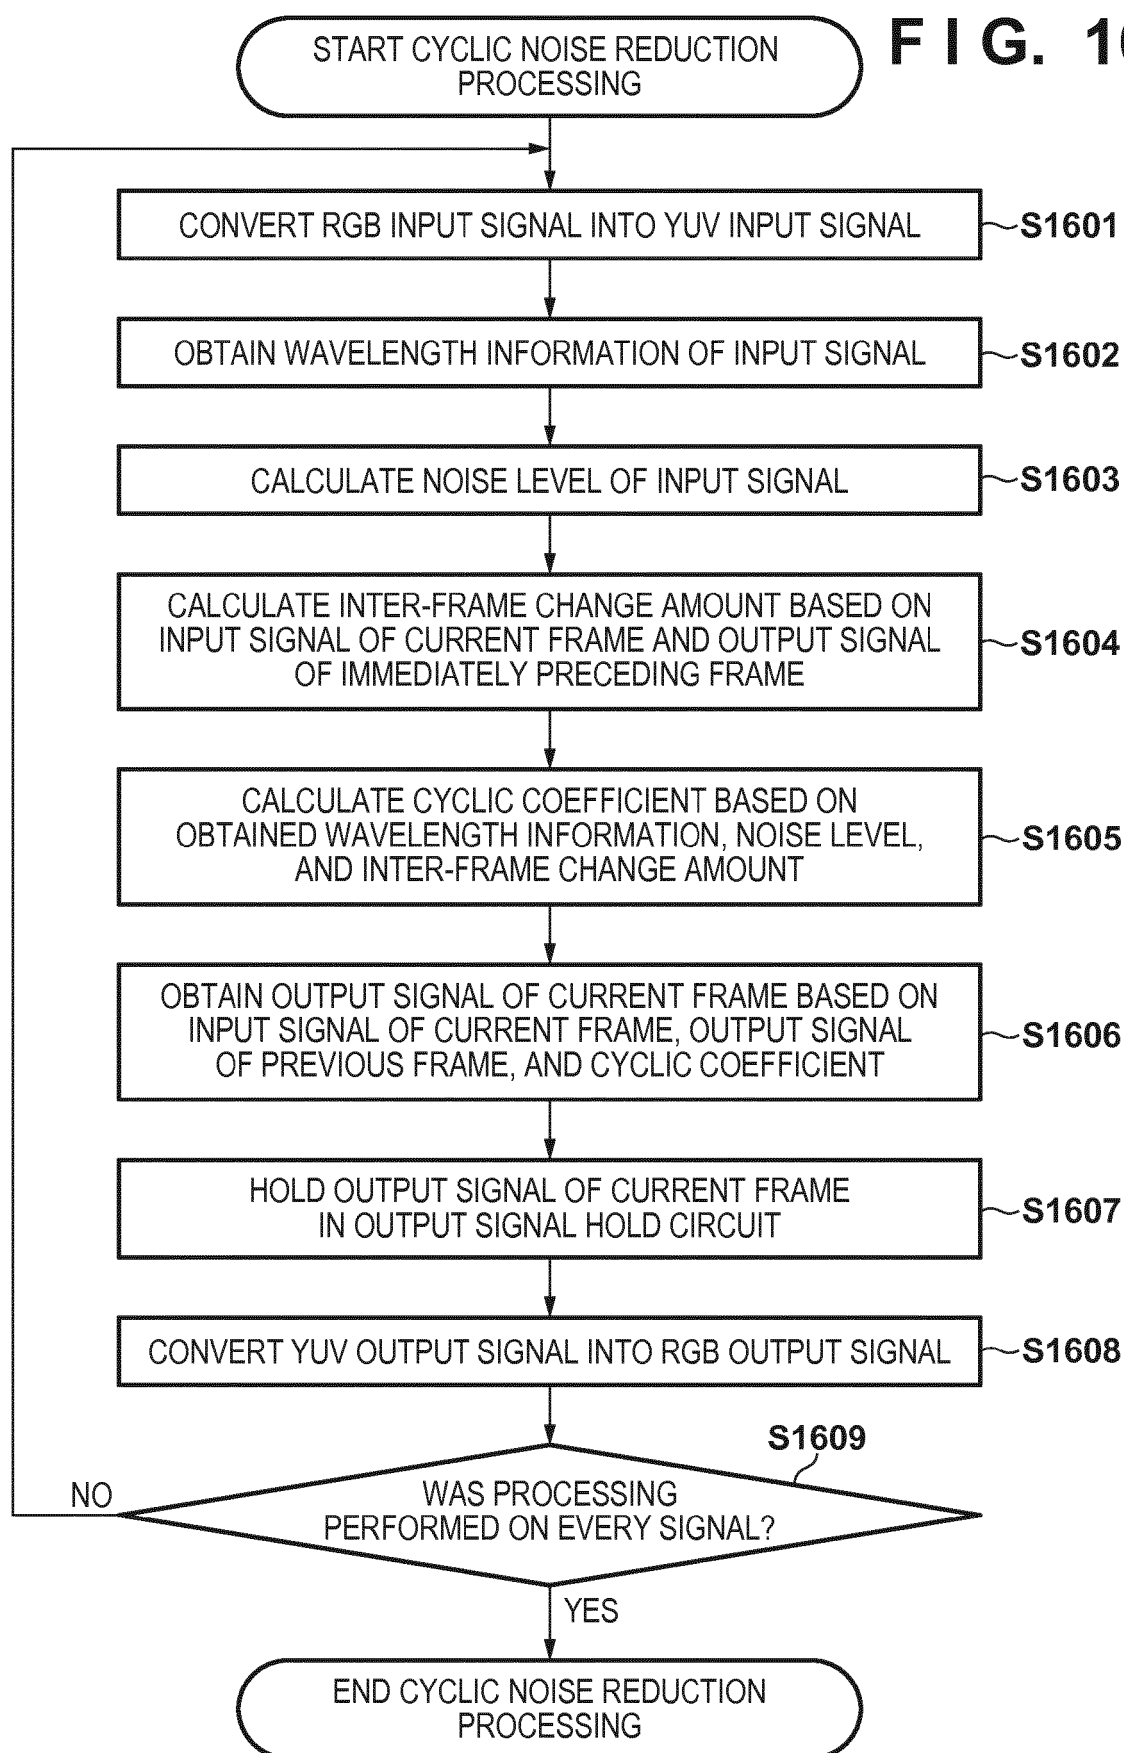 START CYCLIC NOISE REDUCTION
PROCESSING
FIG. 16
CONVERT RGB INPUT SIGNAL INTO YUV INPUT SIGNAL
S1601
OBTAIN WAVELENGTH INFORMATION OF INPUT SIGNAL
S1602
CALCULATE NOISE LEVEL OF INPUT SIGNAL
S1603
CALCULATE INTER-FRAME CHANGE AMOUNT BASED ON
INPUT SIGNAL OF CURRENT FRAME AND OUTPUT SIGNAL
OF IMMEDIATELY PRECEDING FRAME
S1604
CALCULATE CYCLIC COEFFICIENT BASED ON
OBTAINED WAVELENGTH INFORMATION, NOISE LEVEL,
AND INTER-FRAME CHANGE AMOUNT
S1605
OBTAIN OUTPUT SIGNAL OF CURRENT FRAME BASED ON
INPUT SIGNAL OF CURRENT FRAME, OUTPUT SIGNAL
OF PREVIOUS FRAME, AND CYCLIC COEFFICIENT
S1606
HOLD OUTPUT SIGNAL OF CURRENT FRAME
IN OUTPUT SIGNAL HOLD CIRCUIT
S1607
CONVERT YUV OUTPUT SIGNAL INTO RGB OUTPUT SIGNAL
S1608
S1609
WAS PROCESSING
PERFORMED ON EVERY SIGNAL?
NO
YES
END CYCLIC NOISE REDUCTION
PROCESSING